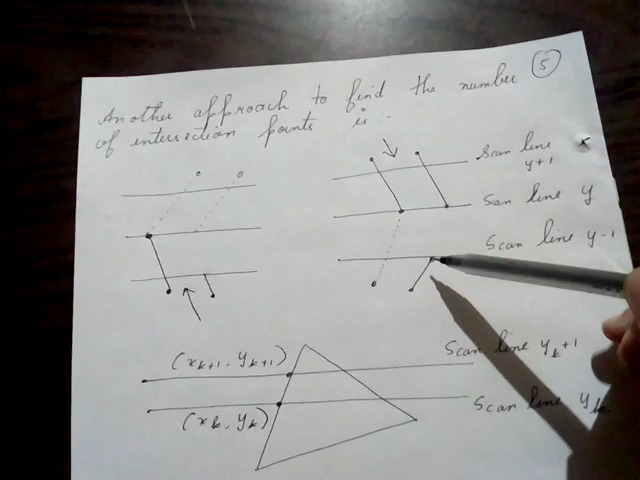 5
Another approach to find the number
of intersection points is :
Scan line
y+1
Scan line y
Scan line y-1
Scan line yk+1
(xk+1, yk+1)
Scan line yk
(xk, yk)